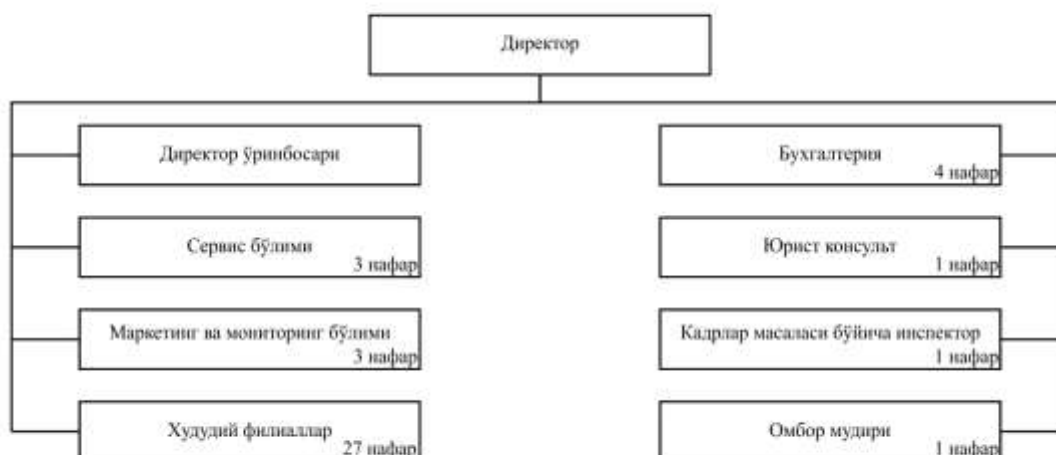 Директор
Директор ўринбосари
Бухгалтерия
4 нафар
Сервис бўлими
3 нафар
Юрист консульт
1 нафар
Маркетинг ва мониторинг бўлими
3 нафар
Кадрлар масаласи бўйича инспектор
1 нафар
Худудий филиаллар
27 нафар
Омбор мудири
1 нафар